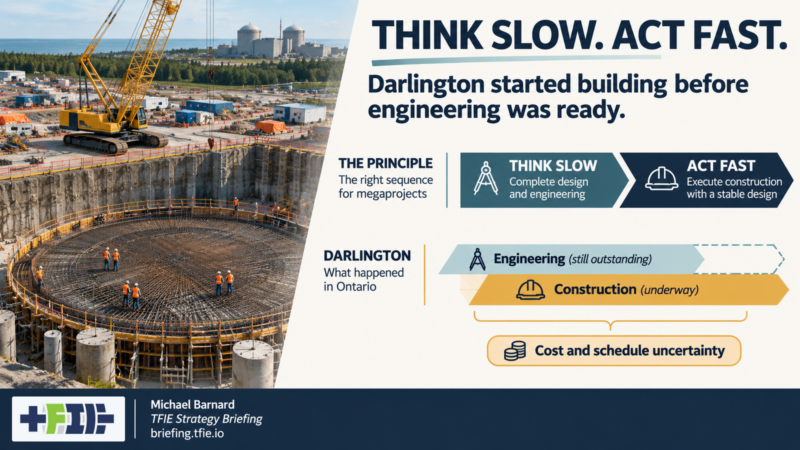 THINK SLOW. ACT FAST.
Darlington started building before
engineering was ready.
THE PRINCIPLE
The right sequence
for megaprojects
THINK SLOW
Complete design
and engineering
ACT FAST
Execute construction
with a stable design
DARLINGTON
What happened
in Ontario
Engineering (still outstanding)
Construction (underway)
Cost and schedule uncertainty
TFIE
Michael Barnard
TFIE Strategy Briefing
briefing.tfie.io